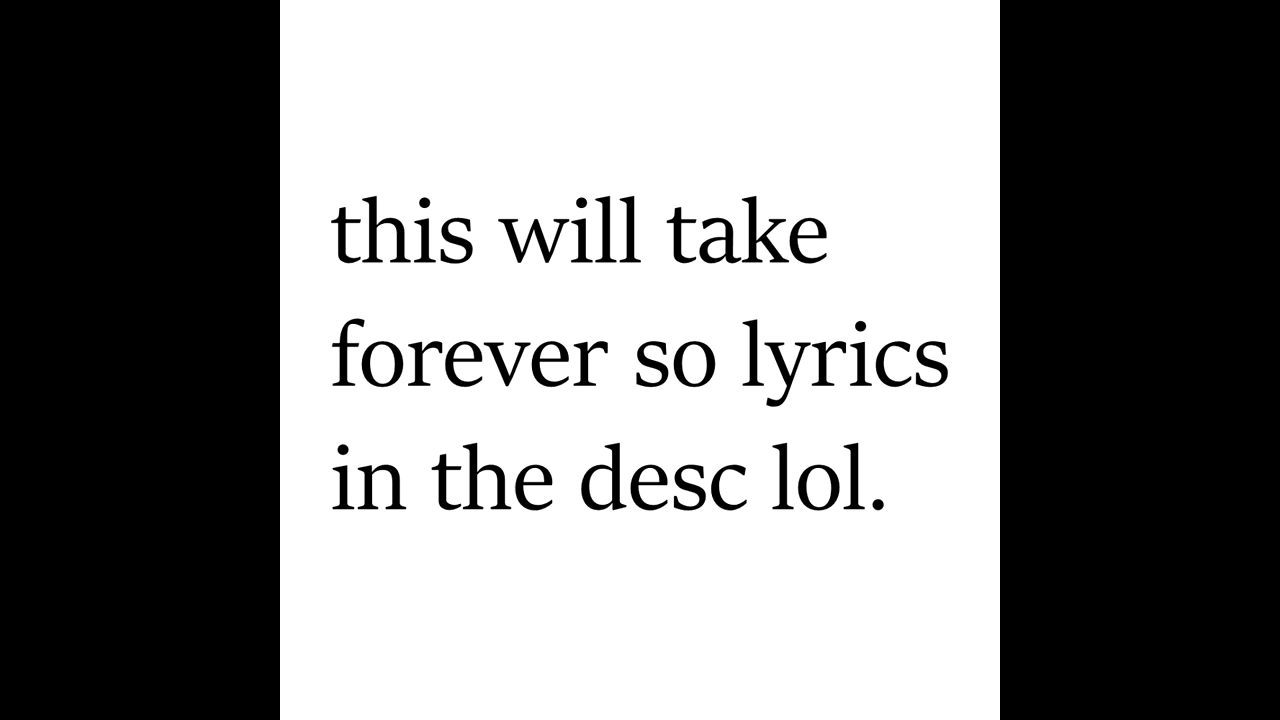 this will take
forever so lyrics
in the desc lol.